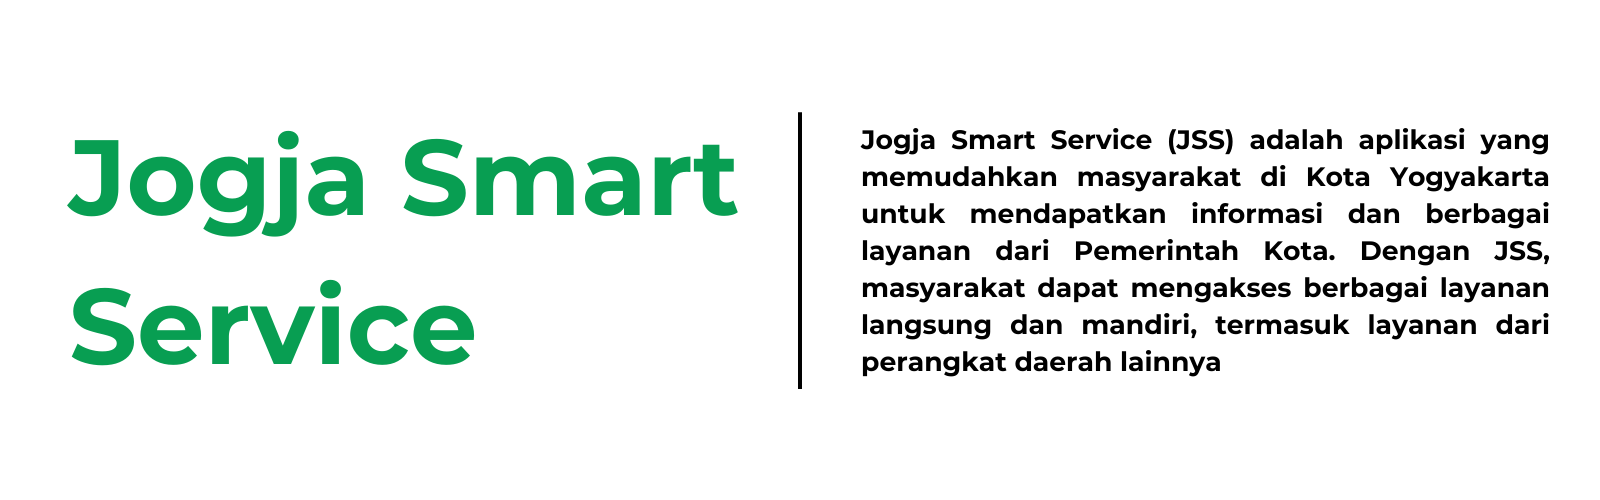 Jogja Smart
Service
Jogja Smart Service (JSS) adalah aplikasi yang
memudahkan masyarakat di Kota Yogyakarta
untuk mendapatkan informasi dan berbagai
layanan dari Pemerintah Kota. Dengan JSS,
masyarakat dapat mengakses berbagai layanan
langsung dan mandiri, termasuk layanan dari
perangkat daerah lainnya